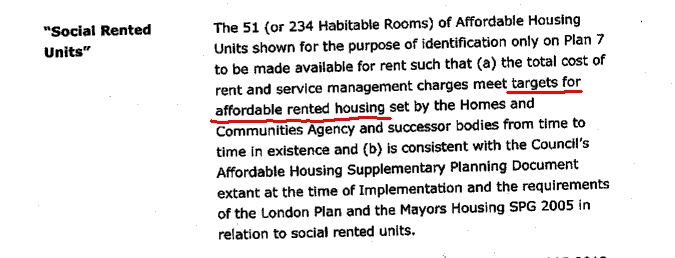 "Social Rented
Units"
The 51 (or 234 Habitable Rooms) of Affordable Housing
Units shown for the purpose of identification only on Plan 7
to be made available for rent such that (a) the total cost of
rent and service management charges meet targets for
affordable rented housing set by the Homes and
Communities Agency and successor bodies from time to
time in existence and (b) is consistent with the Council's
Affordable Housing Supplementary Planning Document
extant at the time of Implementation and the requirements
of the London Plan and the Mayors Housing SPG 2005 in
relation to social rented units.